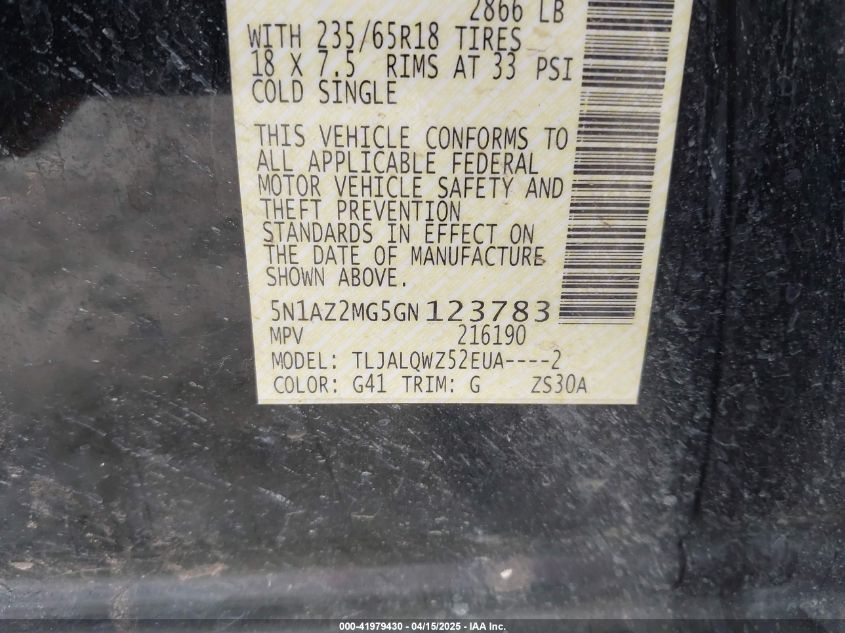 2866 LB
WITH 235/65R18 TIRES
18 X 7.5 RIMS AT 33 PSI
COLD SINGLE
THIS VEHICLE CONFORMS TO
ALL APPLICABLE FEDERAL
MOTOR VEHICLE SAFETY AND
THEFT PREVENTION
STANDARDS IN EFFECT ON
THE DATE OF MANUFACTURE
SHOWN ABOVE.
5N1AZ2MG5GN123783
MPV 216190
MODEL: TLJALQWZ52EUA----2
COLOR: G41 TRIM: G ZS30A
000-41979430 - 04/15/2025 - IAA Inc.